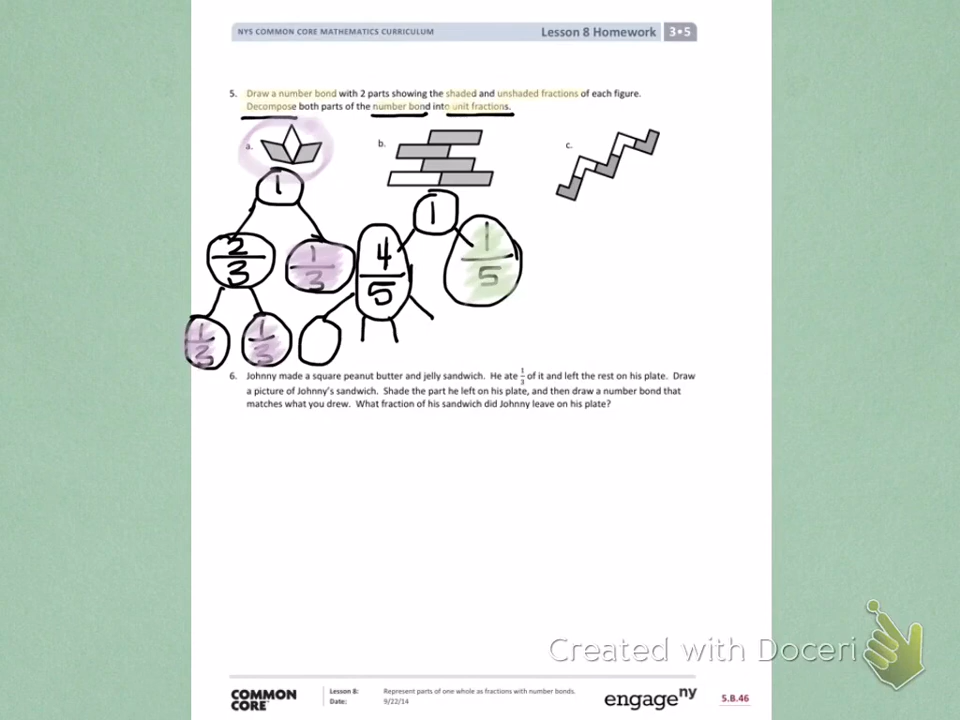 NYS COMMON CORE MATHEMATICS CURRICULUM Lesson 8 Homework 3•5
5. Draw a number bond with 2 parts showing the shaded and unshaded fractions of each figure.
Decompose both parts of the number bond into unit fractions.
a. b. c.
1 1
2/3 1/3 4/5 1/5
1/3 1/3
6. Johnny made a square peanut butter and jelly sandwich. He ate 1/3 of it and left the rest on his plate. Draw
a picture of Johnny's sandwich. Shade the part he left on his plate, and then draw a number bond that
matches what you drew. What fraction of his sandwich did Johnny leave on his plate?
Created with Doceri
COMMON CORE
Lesson 8: Represent parts of one whole as fractions with number bonds.
Date: 9/22/14
engageny
5.B.46